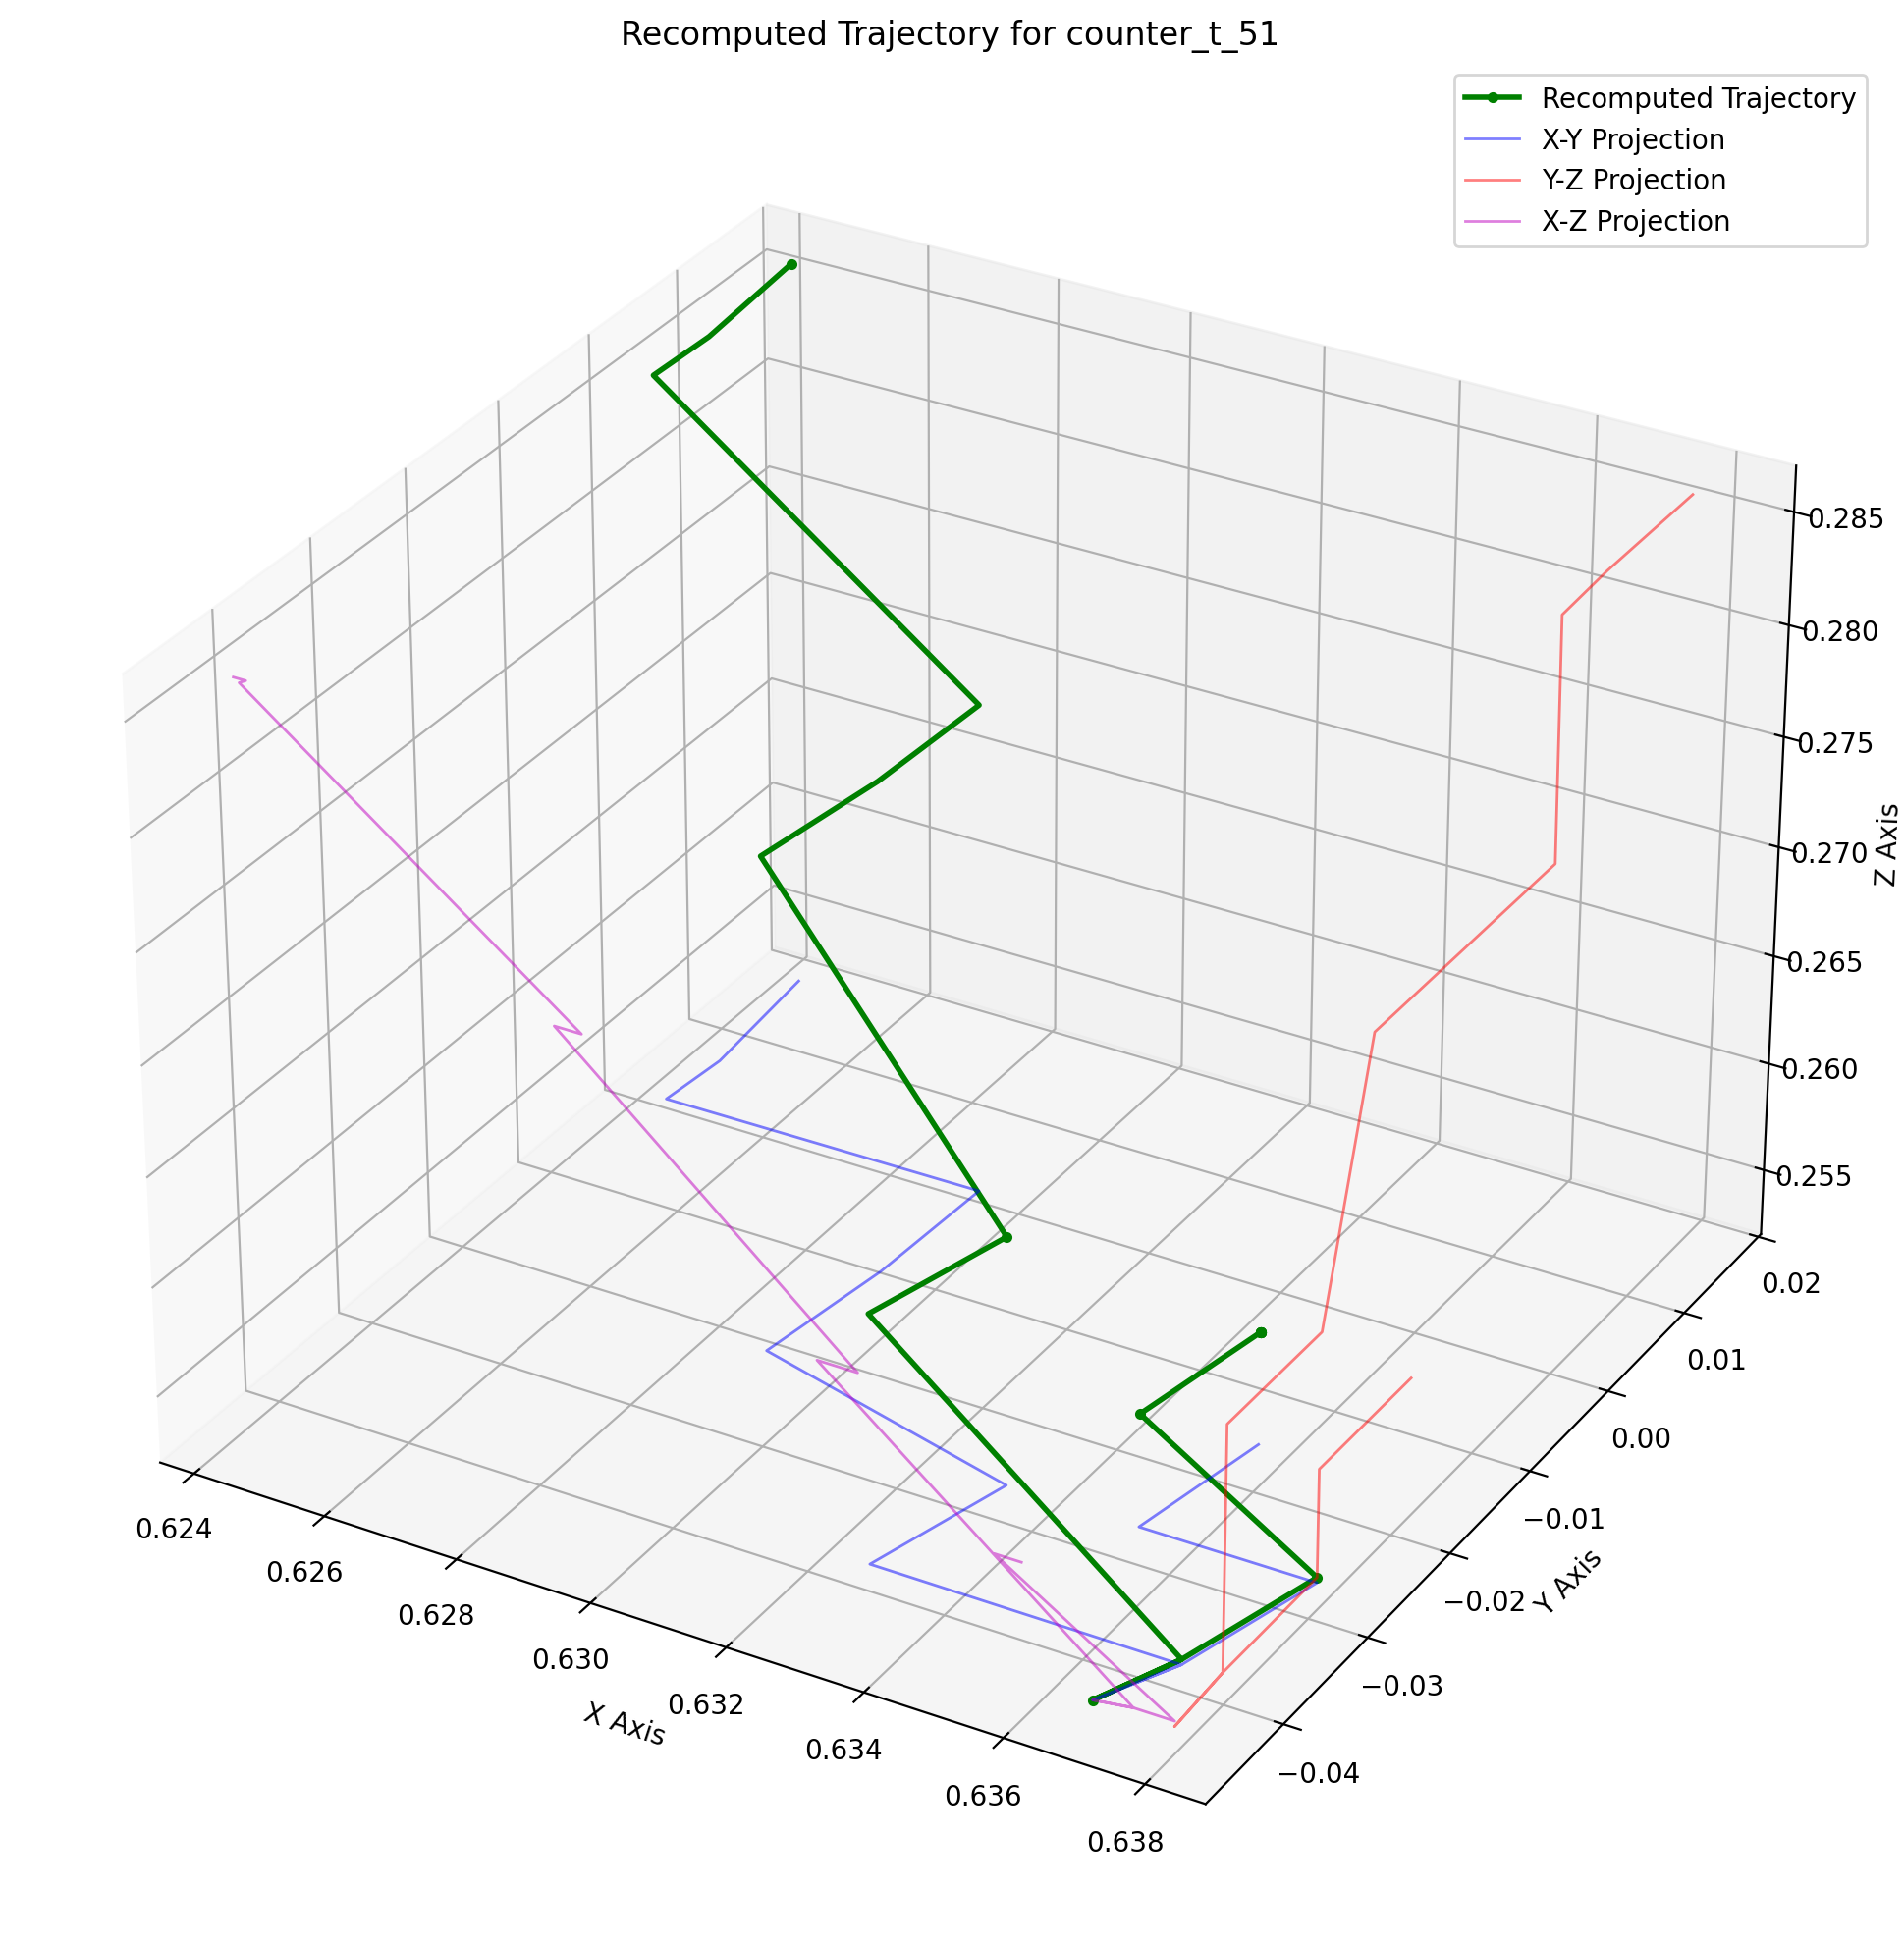 Recomputed Trajectory for counter_t_51
Recomputed Trajectory
X-Y Projection
Y-Z Projection
X-Z Projection
0.285
0.280
0.275
0.270
0.265
0.260
0.255
Z Axis
0.02
0.01
0.00
−0.01
−0.02
−0.03
−0.04
Y Axis
0.624
0.626
0.628
0.630
0.632
0.634
0.636
0.638
X Axis